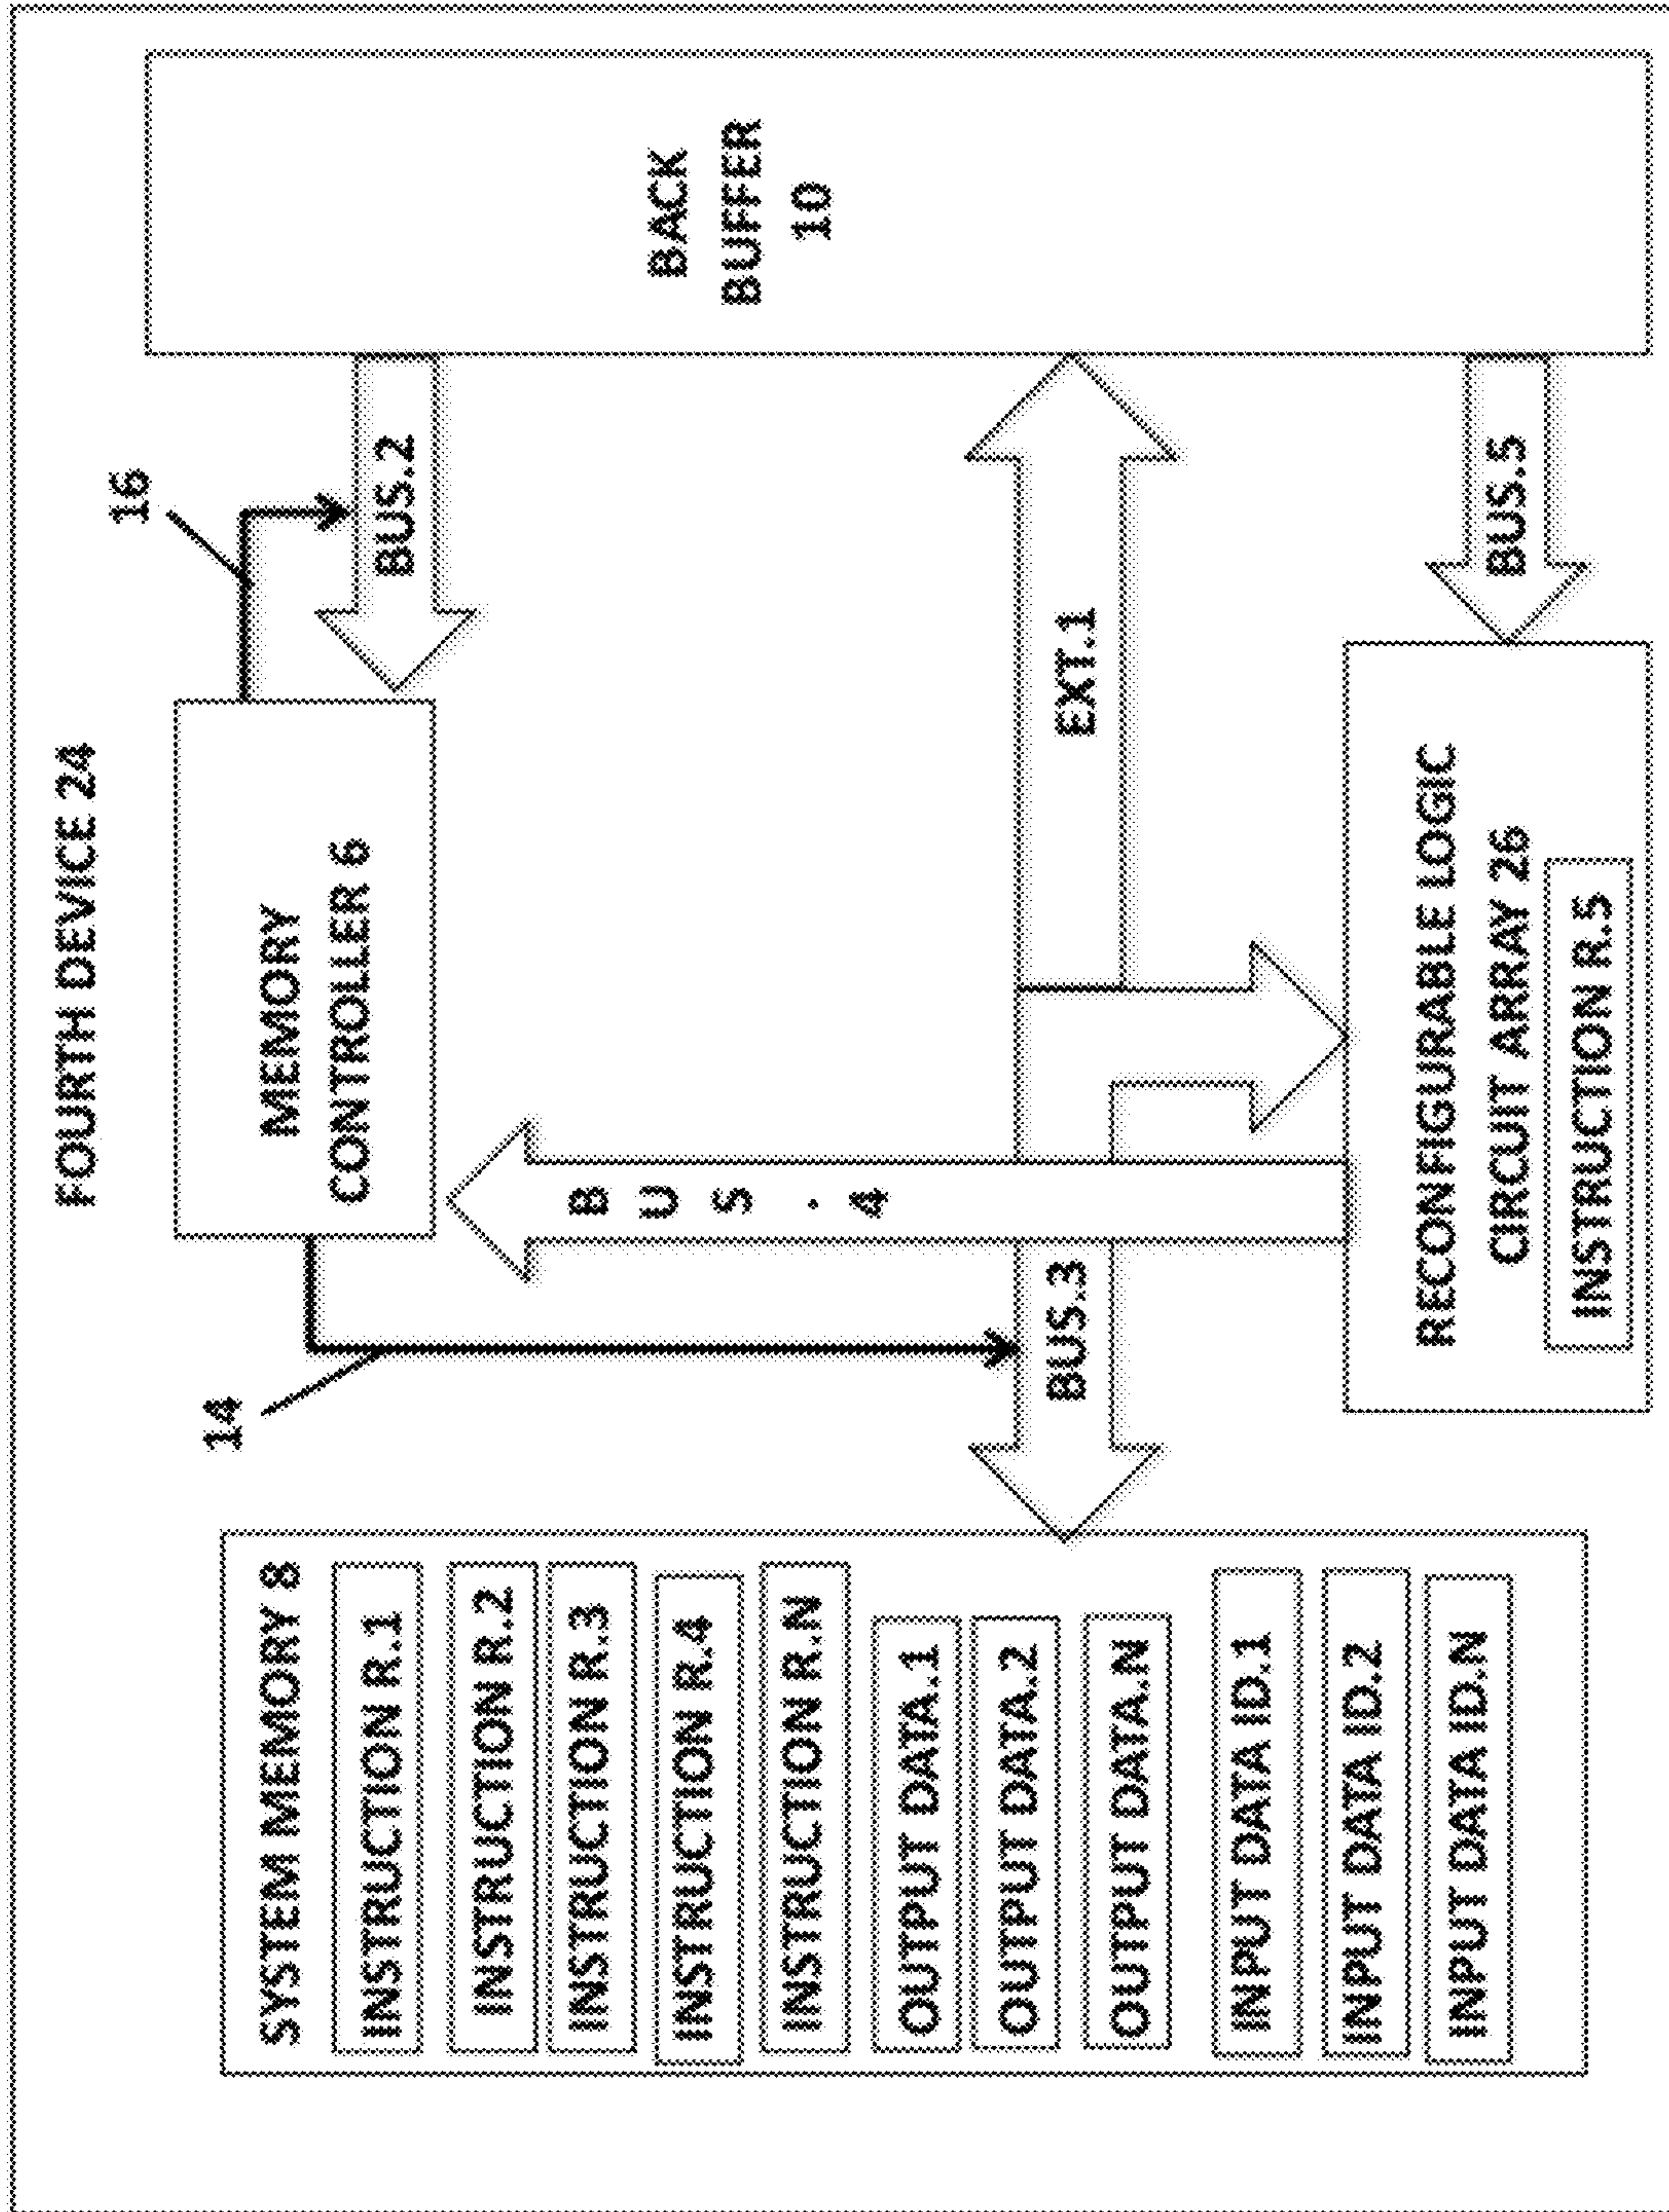 FOURTH DEVICE 24
SYSTEM MEMORY 8
INSTRUCTION R.1
INSTRUCTION R.2
INSTRUCTION R.3
INSTRUCTION R.4
INSTRUCTION R.N
OUTPUT DATA.1
OUTPUT DATA.2
OUTPUT DATA.N
INPUT DATA ID.1
INPUT DATA ID.2
INPUT DATA ID.N
14
MEMORY
CONTROLLER 6
16
BUS.2
B
U
S
.
4
BUS.3
EXT.1
BACK
BUFFER
10
BUS.5
RECONFIGURABLE LOGIC
CIRCUIT ARRAY 26
INSTRUCTION R.5